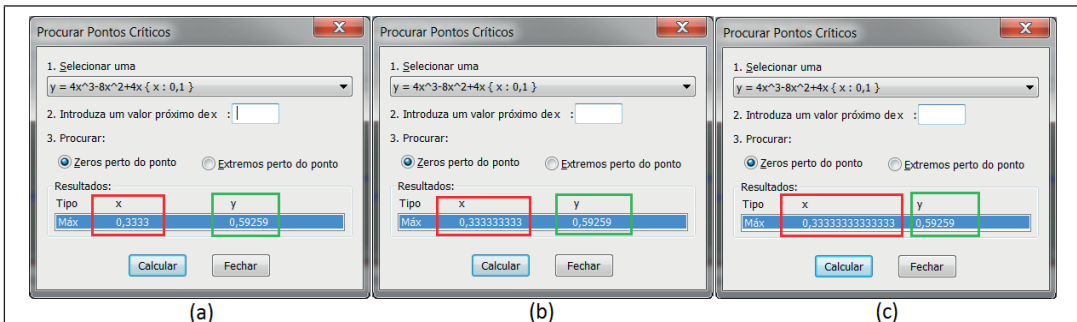 Procurar Pontos Críticos
X
1. Selecionar uma
y = 4x^3-8x^2+4x { x : 0,1 }
2. Introduza um valor próximo de x :
3. Procurar:
Zeros perto do ponto Extremos perto do ponto
Resultados:
Tipo x y
Máx 0,3333 0,59259
Calcular Fechar
(a)
Procurar Pontos Críticos
X
1. Selecionar uma
y = 4x^3-8x^2+4x { x : 0,1 }
2. Introduza um valor próximo de x :
3. Procurar:
Zeros perto do ponto Extremos perto do ponto
Resultados:
Tipo x y
Máx 0,333333333 0,59259
Calcular Fechar
(b)
Procurar Pontos Críticos
X
1. Selecionar uma
y = 4x^3-8x^2+4x { x : 0,1 }
2. Introduza um valor próximo de x :
3. Procurar:
Zeros perto do ponto Extremos perto do ponto
Resultados:
Tipo x y
Máx 0,33333333333333 0,59259
Calcular Fechar
(c)